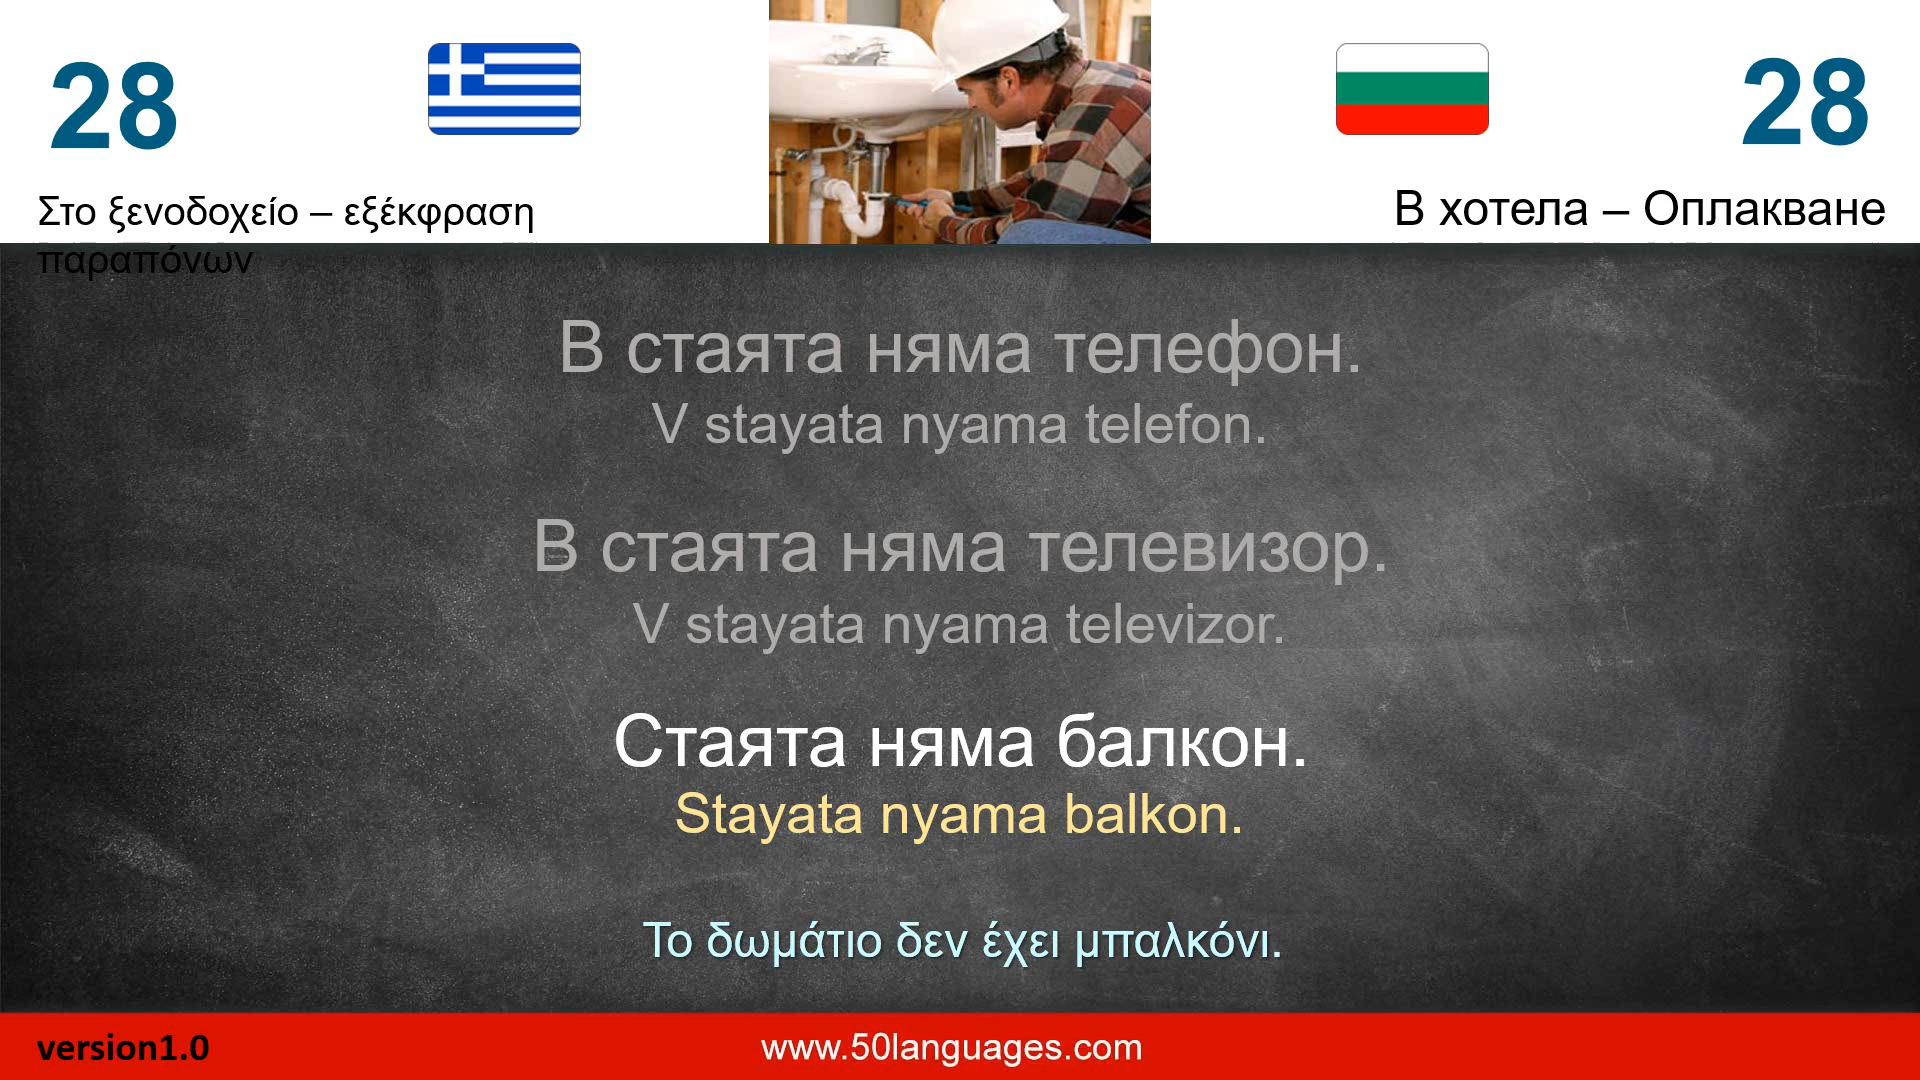 28
28
Στο ξενοδοχείο – εξέκφραση
παραπόνων
В хотела – Оплакване
В стаята няма телефон.
V stayata nyama telefon.
В стаята няма телевизор.
V stayata nyama televizor.
Стаята няма балкон.
Stayata nyama balkon.
Το δωμάτιο δεν έχει μπαλκόνι.
version1.0
www.50languages.com